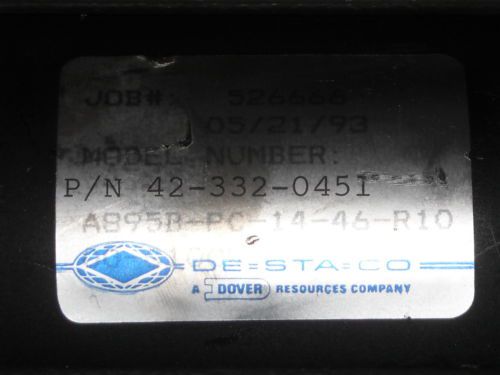 JOB#: 526666
05/21/93
MODEL NUMBER:
P/N 42-332-0451
A895B-PC-14-46-R10
DE-STA-CO
A DOVER RESOURCES COMPANY